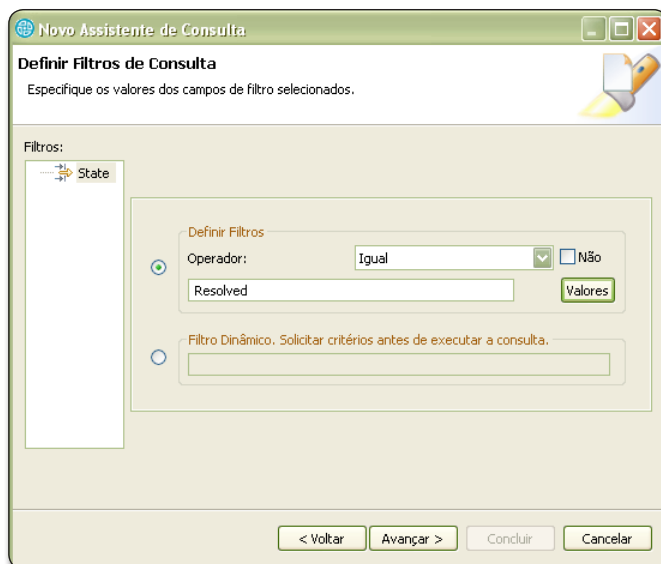 Novo Assistente de Consulta
Definir Filtros de Consulta
Especifique os valores dos campos de filtro selecionados.
Filtros:
State
Definir Filtros
Operador:
Igual
Não
Resolved
Valores
Filtro Dinâmico. Solicitar critérios antes de executar a consulta.
< Voltar
Avançar >
Concluir
Cancelar